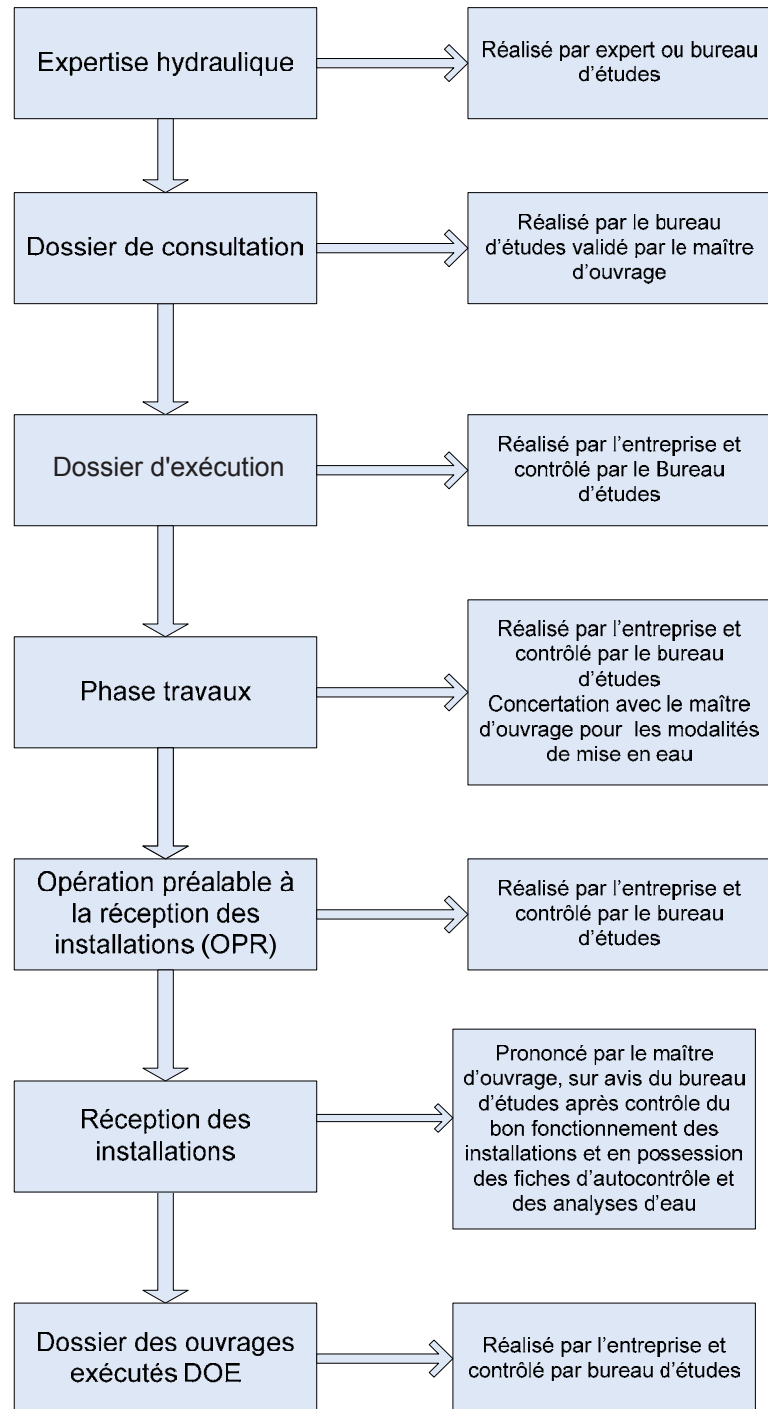 Expertise hydraulique
Réalisé par expert ou bureau
d'études
Dossier de consultation
Réalisé par le bureau
d'études validé par le maître
d'ouvrage
Dossier d'exécution
Réalisé par l'entreprise et
contrôlé par le Bureau
d'études
Phase travaux
Réalisé par l'entreprise et
contrôlé par le bureau
d'études
Concertation avec le maître
d'ouvrage pour les modalités
de mise en eau
Opération préalable à
la réception des
installations (OPR)
Réalisé par l'entreprise et
contrôlé par le bureau
d'études
Réception des
installations
Prononcé par le maître
d'ouvrage, sur avis du bureau
d'études après contrôle du
bon fonctionnement des
installations et en possession
des fiches d'autocontrôle et
des analyses d'eau
Dossier des ouvrages
exécutés DOE
Réalisé par l'entreprise et
contrôlé par bureau d'études